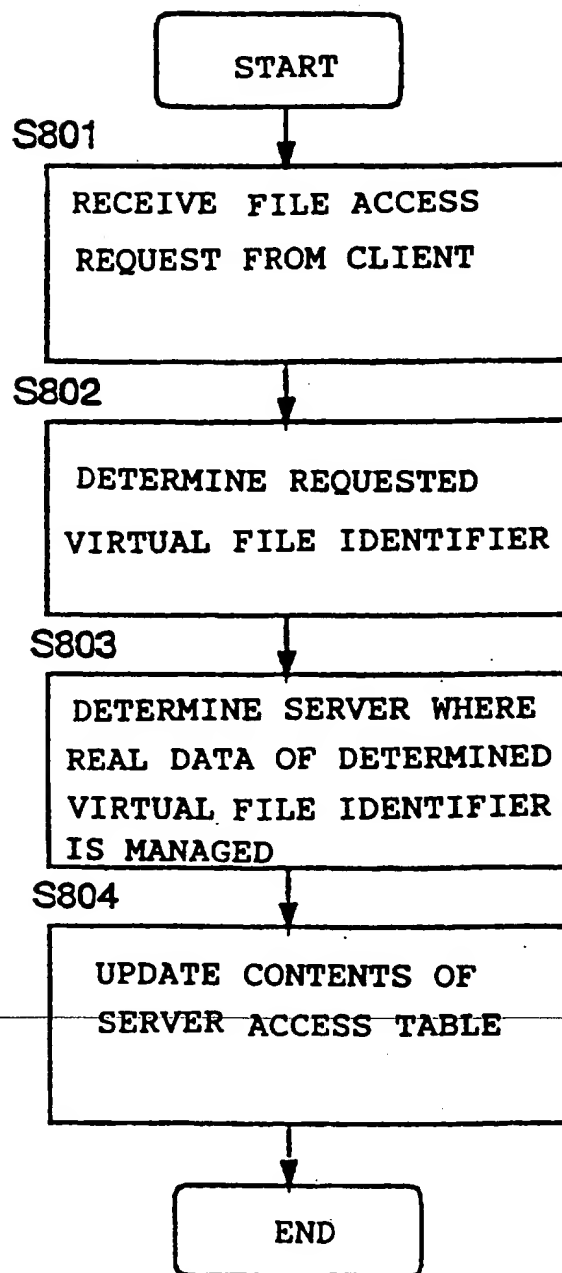 START
S801
RECEIVE FILE ACCESS
REQUEST FROM CLIENT
S802
DETERMINE REQUESTED
VIRTUAL FILE IDENTIFIER
S803
DETERMINE SERVER WHERE
REAL DATA OF DETERMINED
VIRTUAL FILE IDENTIFIER
IS MANAGED
S804
UPDATE CONTENTS OF
SERVER ACCESS TABLE
END